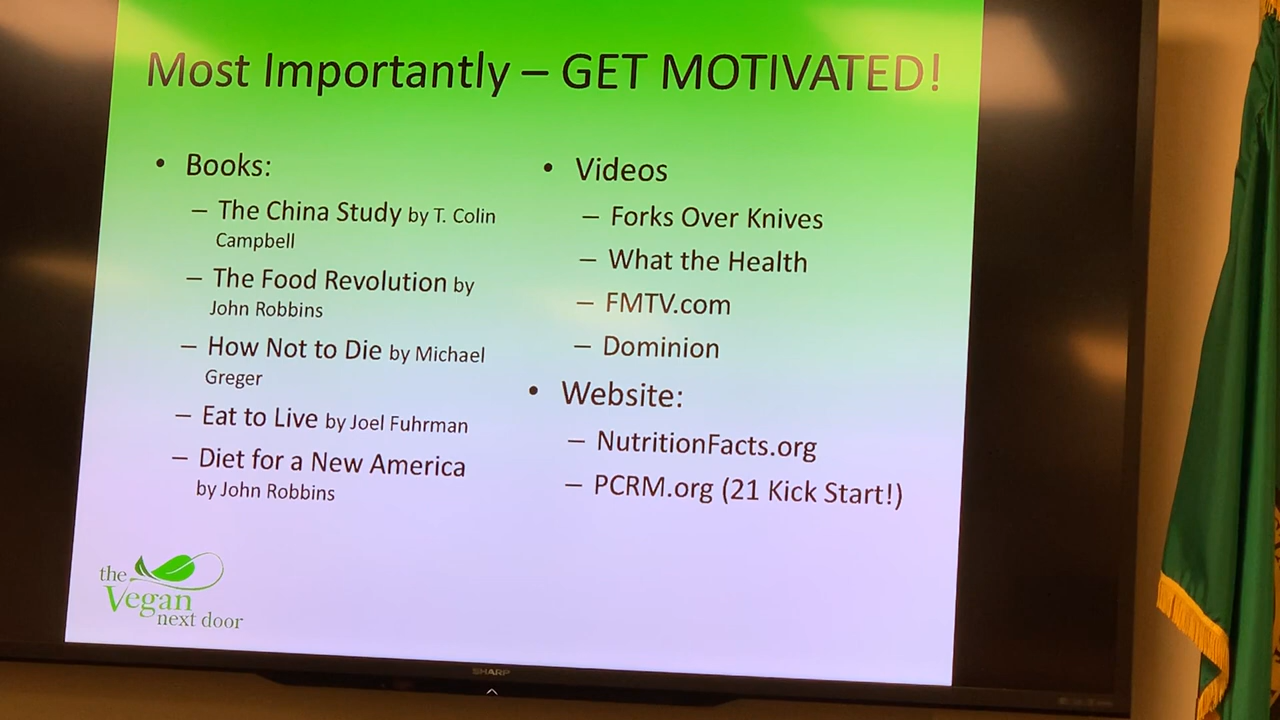 Most Importantly – GET MOTIVATED!
• Books:
– The China Study by T. Colin
Campbell
– The Food Revolution by
John Robbins
– How Not to Die by Michael
Greger
– Eat to Live by Joel Fuhrman
– Diet for a New America
by John Robbins
• Videos
– Forks Over Knives
– What the Health
– FMTV.com
– Dominion
• Website:
– NutritionFacts.org
– PCRM.org (21 Kick Start!)
the
Vegan
next door
SHARP